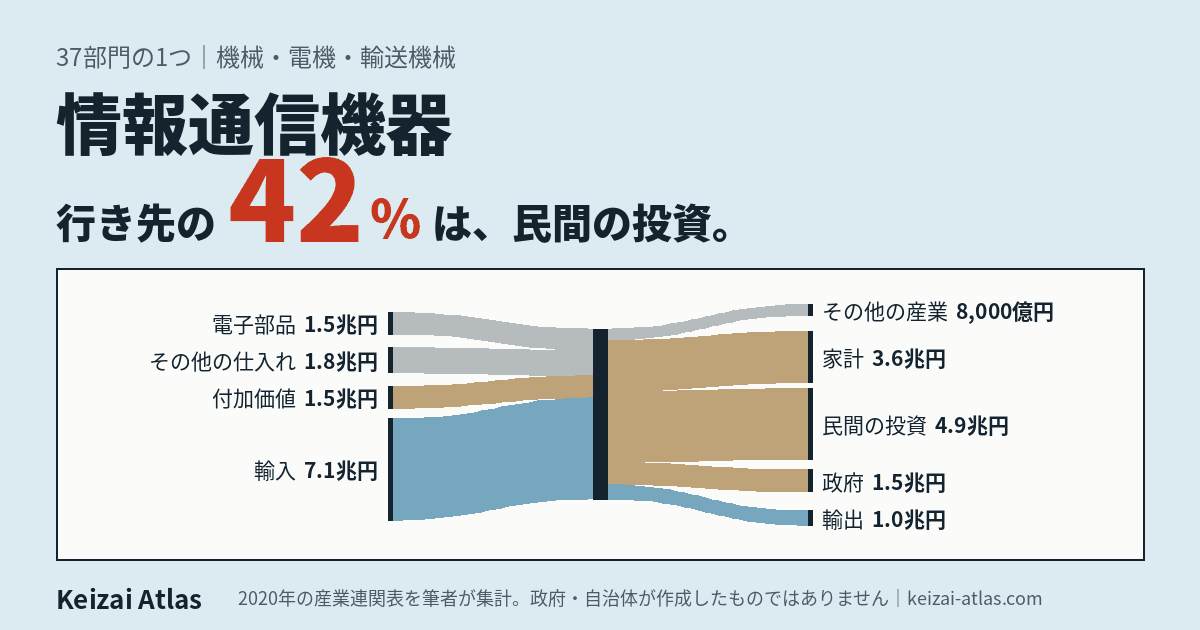 37部門の1つ｜機械・電機・輸送機械
情報通信機器
行き先の 42% は、民間の投資。
電子部品 1.5兆円
その他の仕入れ 1.8兆円
付加価値 1.5兆円
輸入 7.1兆円
その他の産業 8,000億円
家計 3.6兆円
民間の投資 4.9兆円
政府 1.5兆円
輸出 1.0兆円
Keizai Atlas 2020年の産業連関表を筆者が集計。政府・自治体が作成したものではありません｜keizai-atlas.com